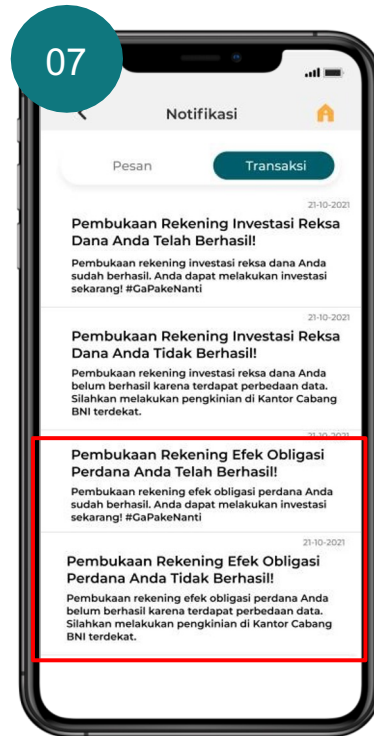 07
Notifikasi
Pesan
Transaksi
21-10-2021
Pembukaan Rekening Investasi Reksa
Dana Anda Telah Berhasil!
Pembukaan rekening investasi reksa dana Anda
sudah berhasil. Anda dapat melakukan investasi
sekarang! #GaPakeNanti
21-10-2021
Pembukaan Rekening Investasi Reksa
Dana Anda Tidak Berhasil!
Pembukaan rekening investasi reksa dana Anda
belum berhasil karena terdapat perbedaan data.
Silahkan melakukan pengkinian di Kantor Cabang
BNI terdekat.
21-10-2021
Pembukaan Rekening Efek Obligasi
Perdana Anda Telah Berhasil!
Pembukaan rekening efek obligasi perdana Anda
sudah berhasil. Anda dapat melakukan investasi
sekarang! #GaPakeNanti
21-10-2021
Pembukaan Rekening Efek Obligasi
Perdana Anda Tidak Berhasil!
Pembukaan rekening efek obligasi perdana Anda
belum berhasil karena terdapat perbedaan data.
Silahkan melakukan pengkinian di Kantor Cabang
BNI terdekat.